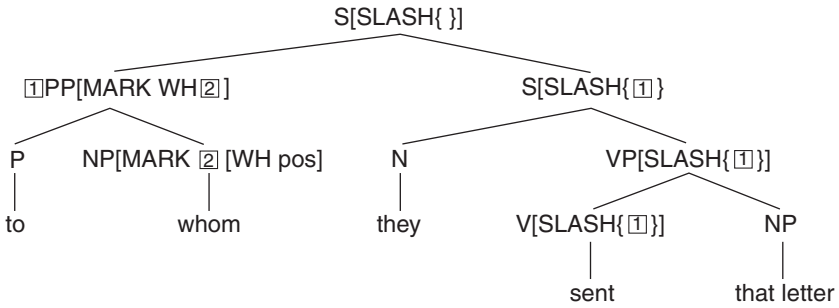 S[SLASH{ }]
1PP[MARK WH2] S[SLASH{1}
P NP[MARK 2 [WH pos] N VP[SLASH{1}]
to whom they V[SLASH{1}] NP
sent that letter